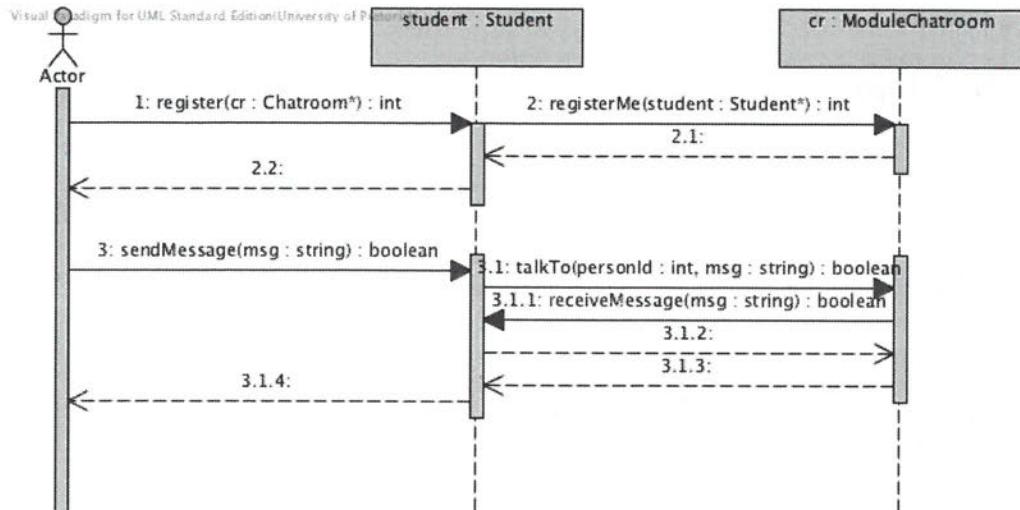 Visual Paradigm for UML Standard Edition(University of
student : Student
cr : ModuleChatroom
Actor
1: register(cr : Chatroom*) : int
2: registerMe(student : Student*) : int
2.1:
2.2:
3: sendMessage(msg : string) : boolean
3.1: talkTo(personId : int, msg : string) : boolean
3.1.1: receiveMessage(msg : string) : boolean
3.1.2:
3.1.3:
3.1.4: